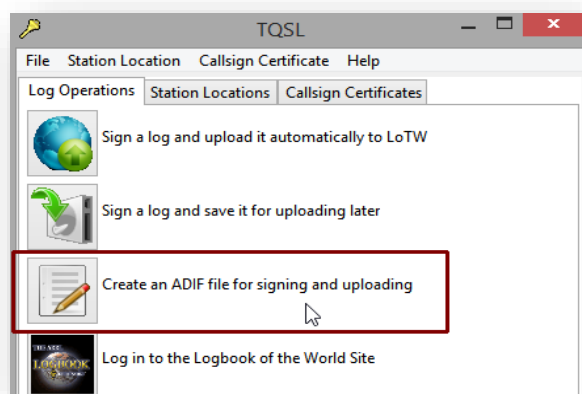 TQSL
File Station Location Callsign Certificate Help
Log Operations Station Locations Callsign Certificates
Sign a log and upload it automatically to LoTW
Sign a log and save it for uploading later
Create an ADIF file for signing and uploading
LOGBOOK
Log in to the Logbook of the World Site